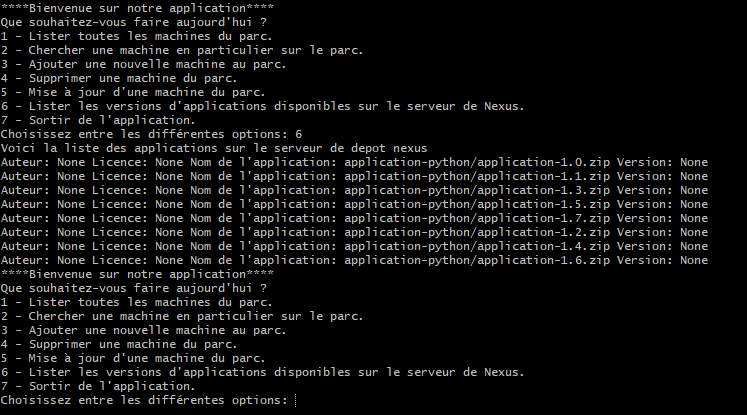 ****Bienvenue sur notre application****
Que souhaitez-vous faire aujourd'hui ?
1 - Lister toutes les machines du parc.
2 - Chercher une machine en particulier sur le parc.
3 - Ajouter une nouvelle machine au parc.
4 - Supprimer une machine du parc.
5 - Mise à jour d'une machine du parc.
6 - Lister les versions d'applications disponibles sur le serveur de Nexus.
7 - Sortir de l'application.
Choisissez entre les différentes options: 6
Voici la liste des applications sur le serveur de depot nexus
Auteur: None Licence: None Nom de l'application: application-python/application-1.0.zip Version: None
Auteur: None Licence: None Nom de l'application: application-python/application-1.1.zip Version: None
Auteur: None Licence: None Nom de l'application: application-python/application-1.3.zip Version: None
Auteur: None Licence: None Nom de l'application: application-python/application-1.5.zip Version: None
Auteur: None Licence: None Nom de l'application: application-python/application-1.7.zip Version: None
Auteur: None Licence: None Nom de l'application: application-python/application-1.2.zip Version: None
Auteur: None Licence: None Nom de l'application: application-python/application-1.4.zip Version: None
Auteur: None Licence: None Nom de l'application: application-python/application-1.6.zip Version: None
****Bienvenue sur notre application****
Que souhaitez-vous faire aujourd'hui ?
1 - Lister toutes les machines du parc.
2 - Chercher une machine en particulier sur le parc.
3 - Ajouter une nouvelle machine au parc.
4 - Supprimer une machine du parc.
5 - Mise à jour d'une machine du parc.
6 - Lister les versions d'applications disponibles sur le serveur de Nexus.
7 - Sortir de l'application.
Choisissez entre les différentes options: